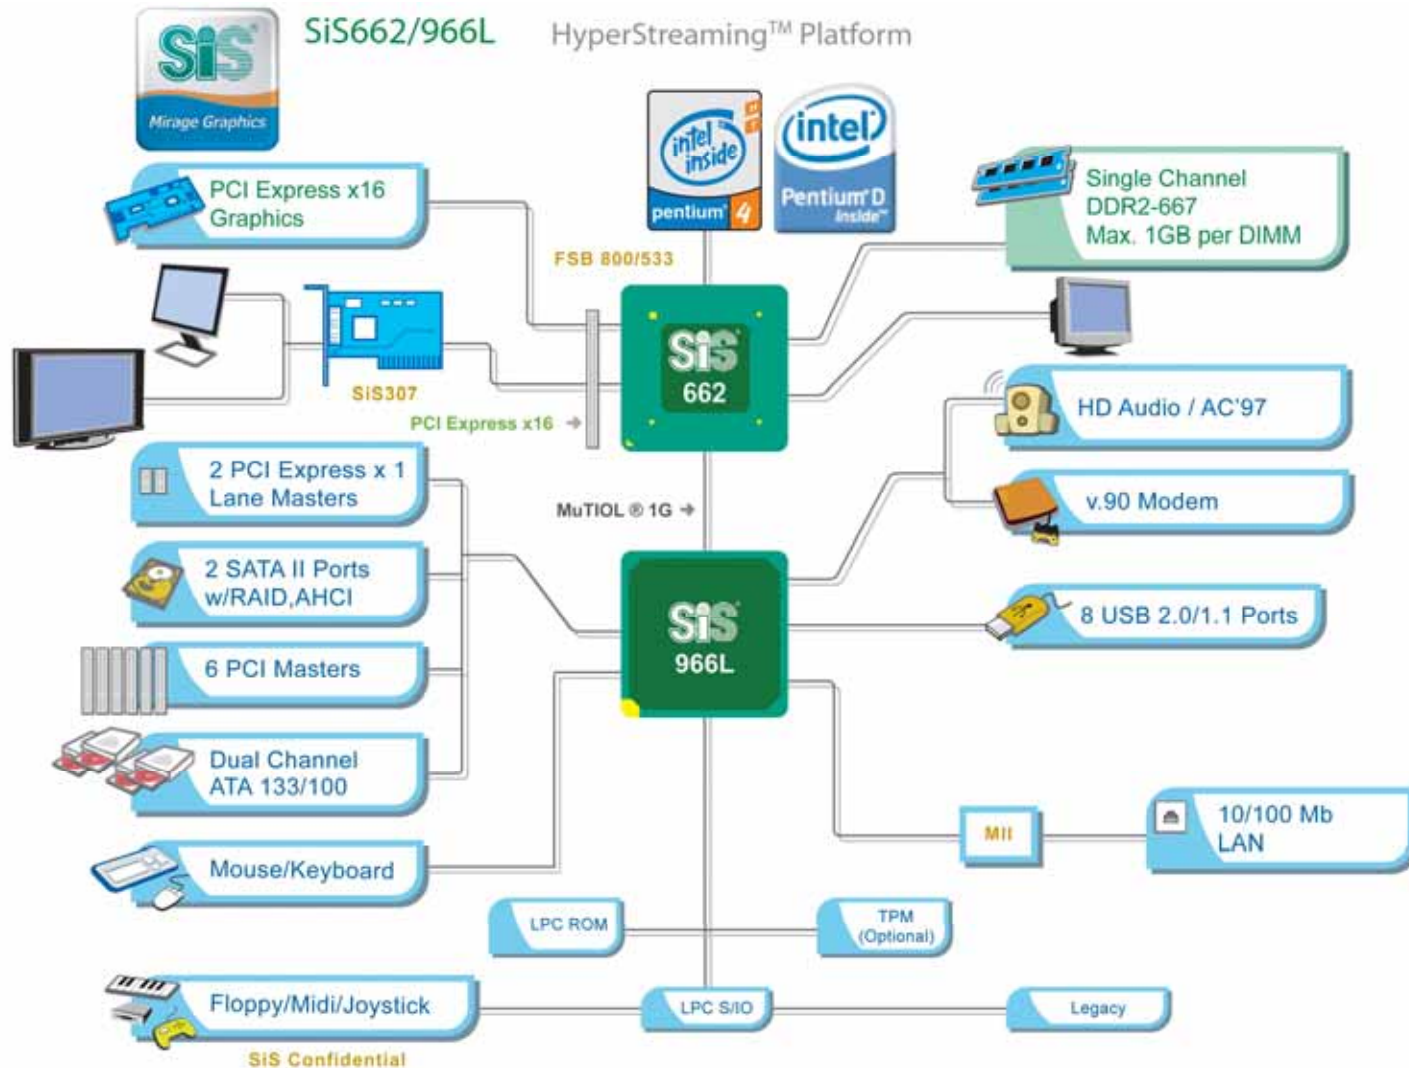 SiS662/966L
HyperStreaming™ Platform
SiS
Mirage Graphics
intel
inside
HT
pentium® 4
intel
Pentium® D
inside™
PCI Express x16
Graphics
Single Channel
DDR2-667
Max. 1GB per DIMM
FSB 800/533
SiS
662
SiS307
PCI Express x16
HD Audio / AC'97
2 PCI Express x 1
Lane Masters
MuTIOL ® 1G
v.90 Modem
2 SATA II Ports
w/RAID,AHCI
SiS
966L
8 USB 2.0/1.1 Ports
6 PCI Masters
Dual Channel
ATA 133/100
MII
10/100 Mb
LAN
Mouse/Keyboard
LPC ROM
TPM
(Optional)
Floppy/Midi/Joystick
LPC S/IO
Legacy
SiS Confidential